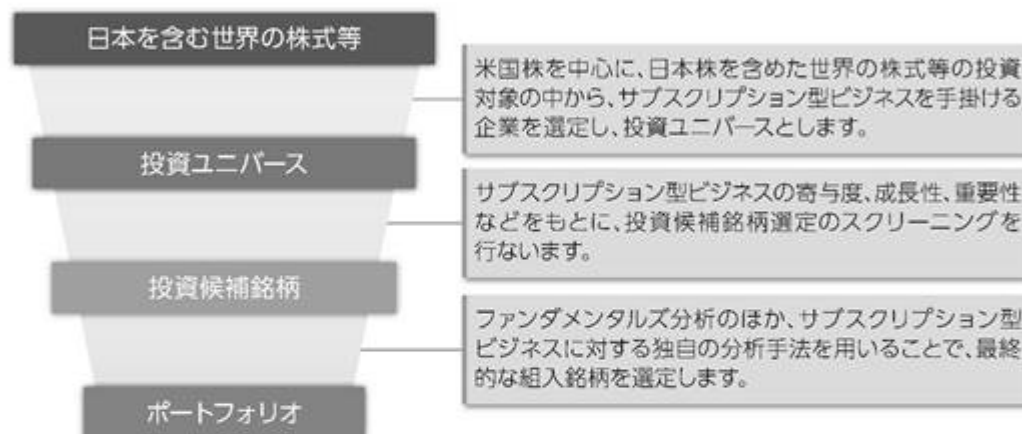 日本を含む世界の株式等
米国株を中心に、日本株を含めた世界の株式等の投資
対象の中から、サブスクリプション型ビジネスを手掛ける
企業を選定し、投資ユニバースとします。
投資ユニバース
サブスクリプション型ビジネスの寄与度、成長性、重要性
などをもとに、投資候補銘柄選定のスクリーニングを
行ないます。
投資候補銘柄
ファンダメンタルズ分析のほか、サブスクリプション型
ビジネスに対する独自の分析手法を用いることで、最終
的な組入銘柄を選定します。
ポートフォリオ